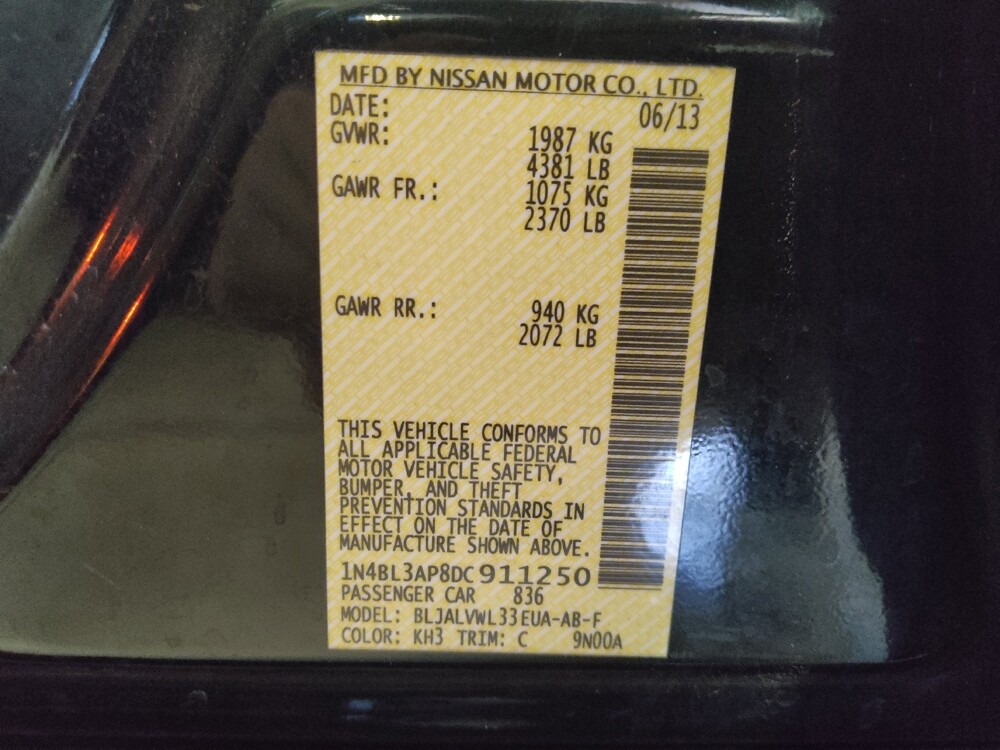 MFD BY NISSAN MOTOR CO., LTD.
DATE: 06/13
GVWR: 1987 KG
4381 LB
GAWR FR.: 1075 KG
2370 LB
GAWR RR.: 940 KG
2072 LB
THIS VEHICLE CONFORMS TO
ALL APPLICABLE FEDERAL
MOTOR VEHICLE SAFETY,
BUMPER, AND THEFT
PREVENTION STANDARDS IN
EFFECT ON THE DATE OF
MANUFACTURE SHOWN ABOVE.
1N4BL3AP8DC911250
PASSENGER CAR 836
MODEL: BLJALVWL33EUA-AB-F
COLOR: KH3 TRIM: C 9N00A